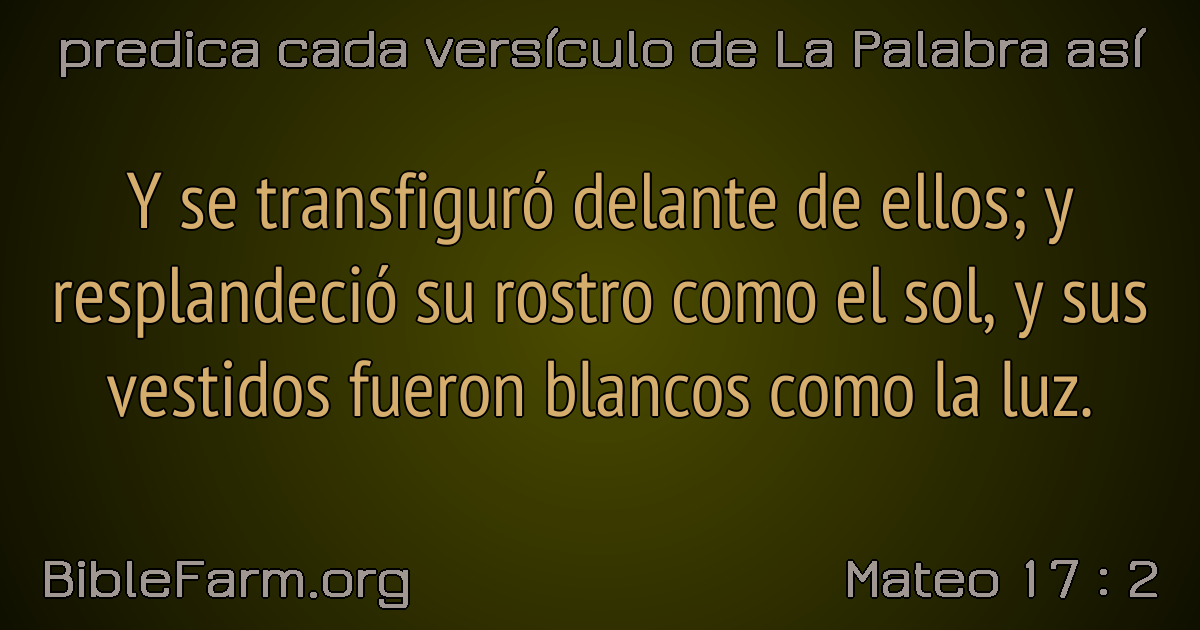 predica cada versículo de La Palabra así
Y se transfiguró delante de ellos; y
resplandeció su rostro como el sol, y sus
vestidos fueron blancos como la luz.
BibleFarm.org
Mateo 17 : 2